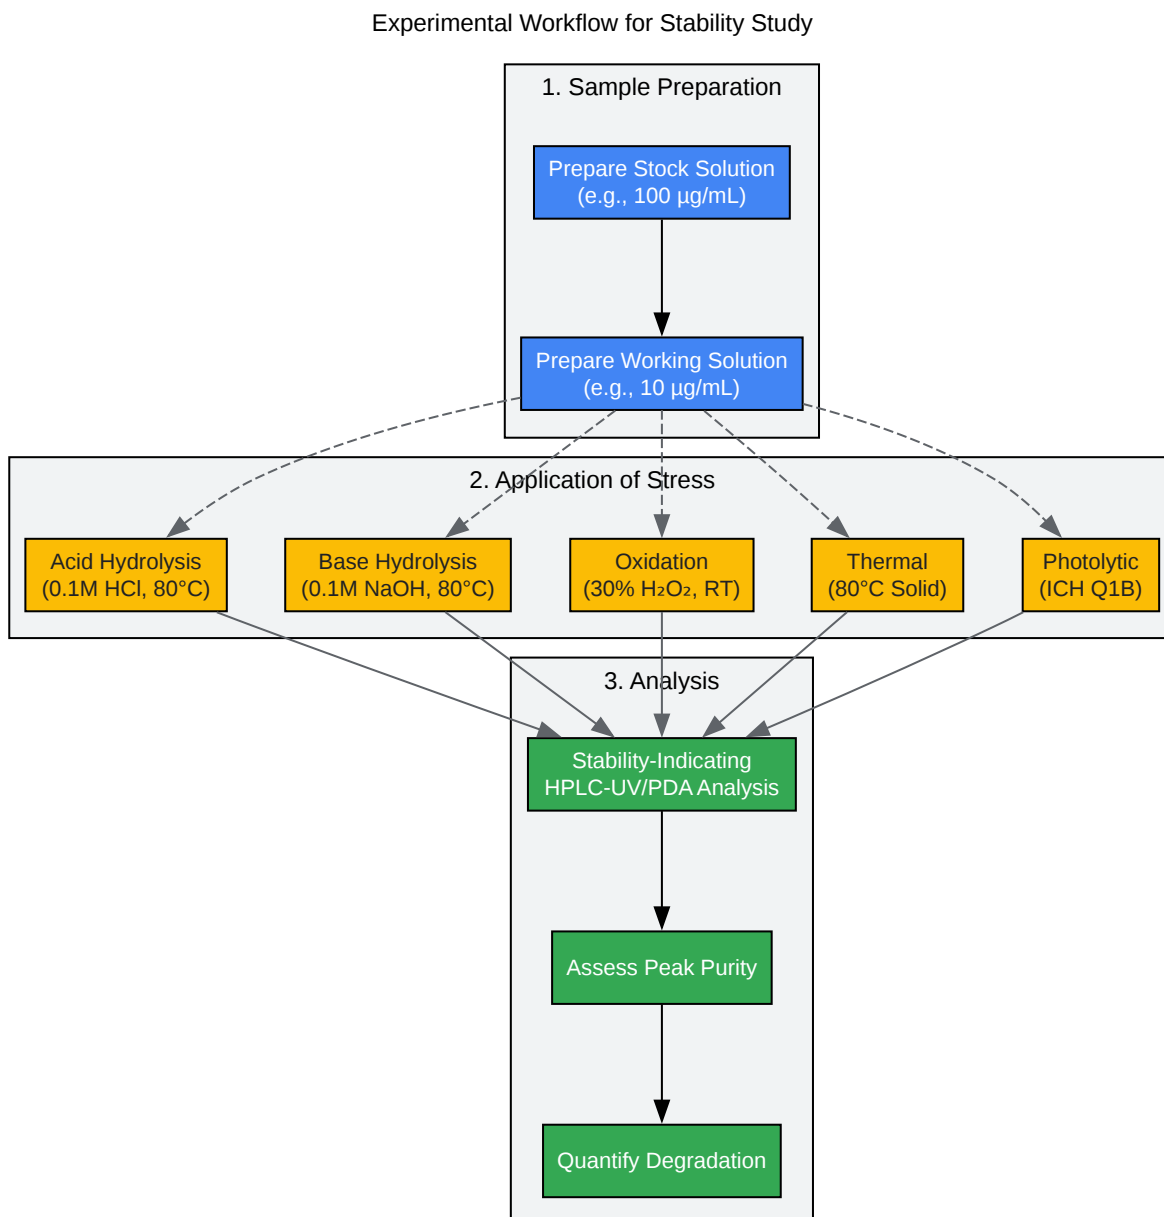 Experimental Workflow for Stability Study
1. Sample Preparation
Prepare Stock Solution
(e.g., 100 µg/mL)
Prepare Working Solution
(e.g., 10 µg/mL)
2. Application of Stress
Acid Hydrolysis
(0.1M HCl, 80°C)
Base Hydrolysis
(0.1M NaOH, 80°C)
Oxidation
(30% H₂O₂, RT)
Thermal
(80°C Solid)
Photolytic
(ICH Q1B)
3. Analysis
Stability-Indicating
HPLC-UV/PDA Analysis
Assess Peak Purity
Quantify Degradation